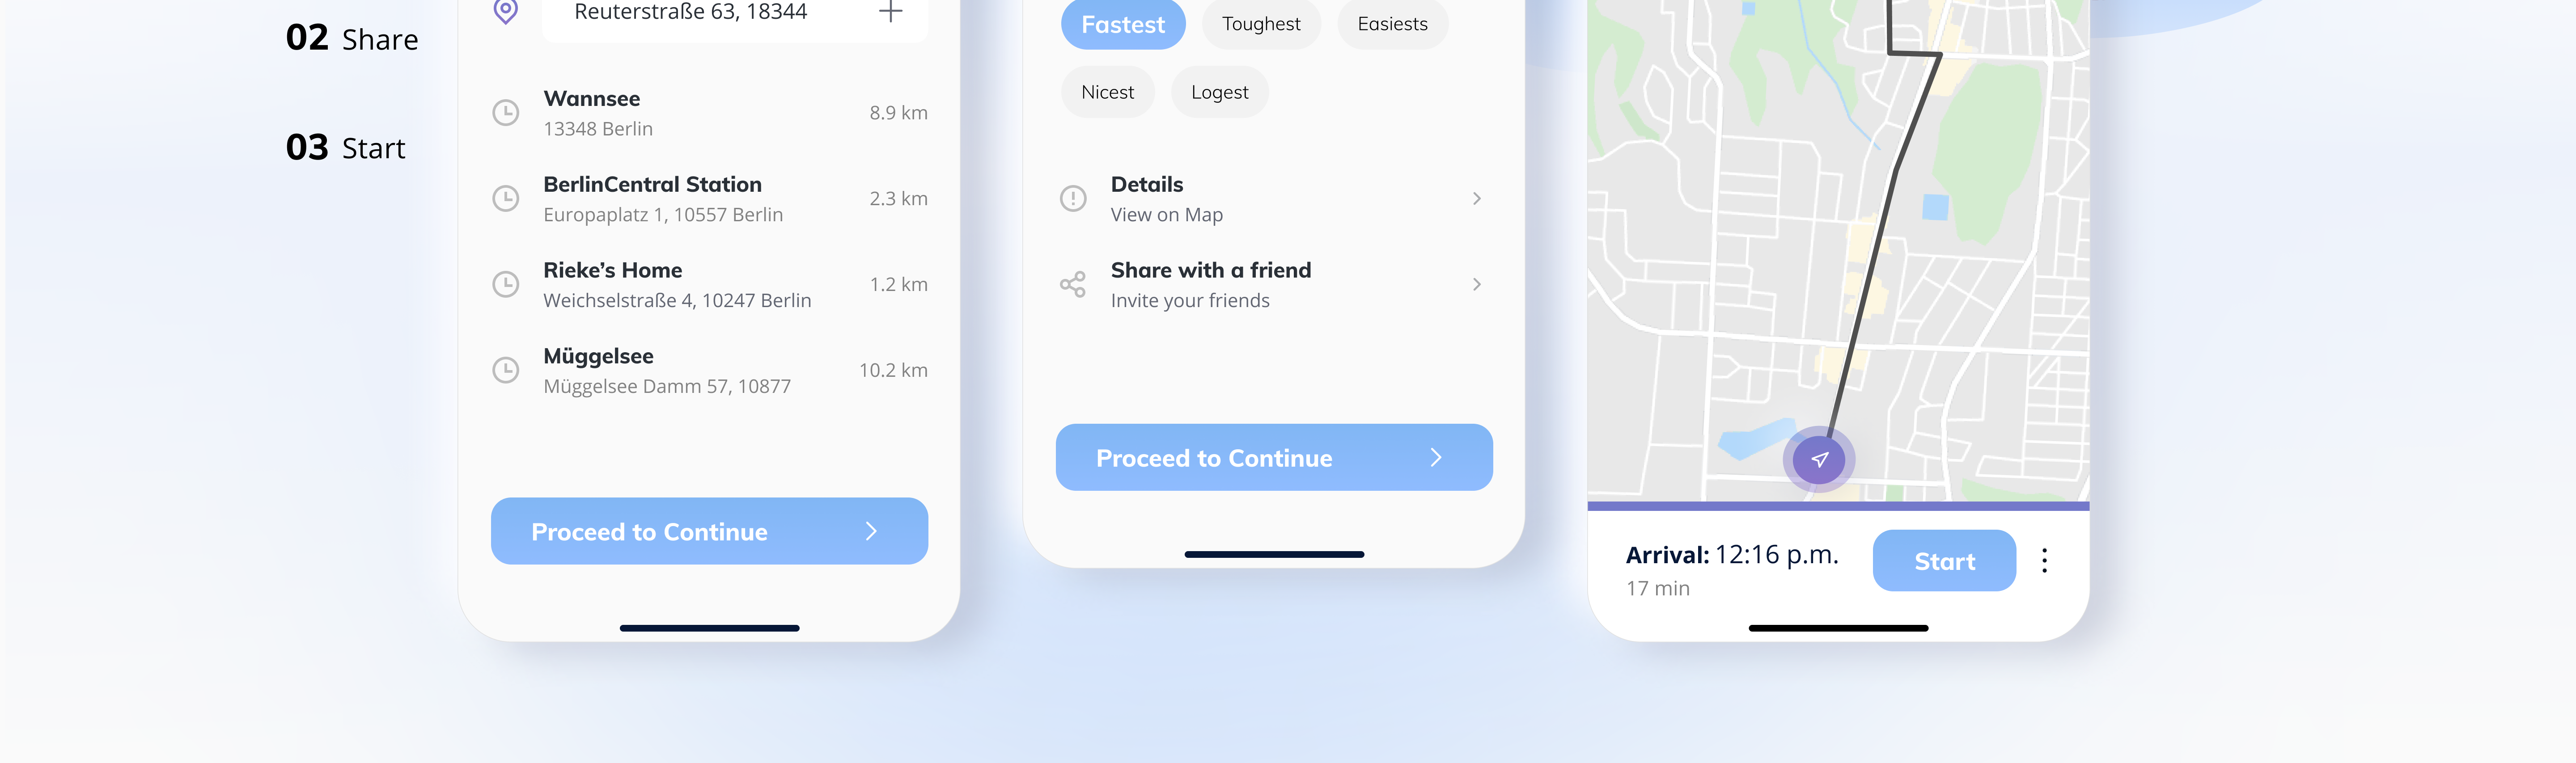 02 Share
03 Start
Reuterstraße 63, 18344
Wannsee
13348 Berlin
8.9 km
BerlinCentral Station
Europaplatz 1, 10557 Berlin
2.3 km
Rieke’s Home
Weichselstraße 4, 10247 Berlin
1.2 km
Müggelsee
Müggelsee Damm 57, 10877
10.2 km
Proceed to Continue
Fastest
Toughest
Easiests
Nicest
Logest
Details
View on Map
Share with a friend
Invite your friends
Proceed to Continue
Arrival: 12:16 p.m.
17 min
Start